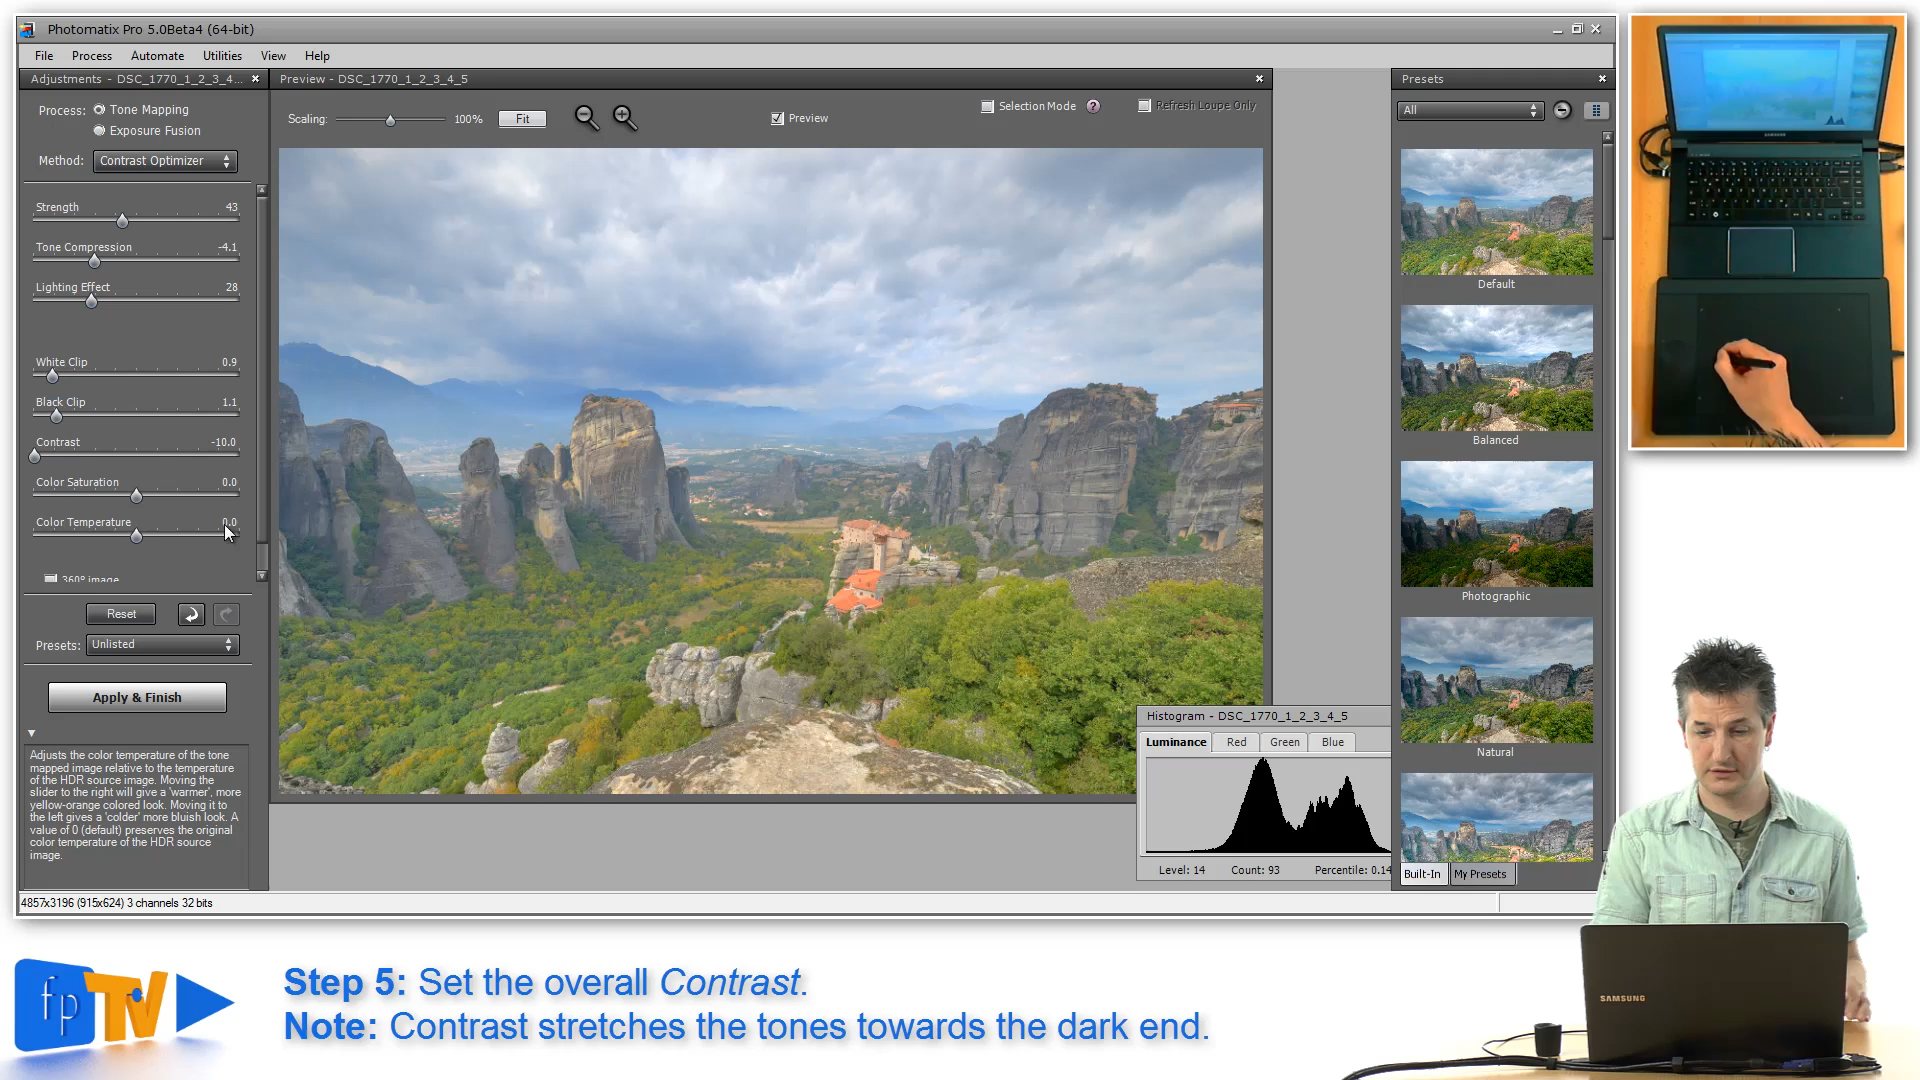 Photomatix Pro 5.0Beta4 (64-bit)
File Process Automate Utilities View Help
Adjustments - DSC_1770_1_2_3_4...
Preview - DSC_1770_1_2_3_4_5
Presets
Process: Tone Mapping
Exposure Fusion
Method: Contrast Optimizer
Scaling: 100% Fit
Preview
Selection Mode ?
Refresh Loupe Only
All
Strength 43
Tone Compression -4.1
Lighting Effect 28
White Clip 0.9
Black Clip 1.1
Contrast -10.0
Color Saturation 0.0
Color Temperature 0.0
360º image
Reset
Presets: Unlisted
Apply & Finish
Adjusts the color temperature of the tone
mapped image relative to the temperature
of the HDR source image. Moving the
slider to the right will give a 'warmer', more
yellow-orange colored look. Moving it to
the left gives a 'colder' more bluish look. A
value of 0 (default) preserves the original
color temperature of the HDR source
image.
Default
Balanced
Photographic
Natural
Built-In My Presets
Histogram - DSC_1770_1_2_3_4_5
Luminance Red Green Blue
Level: 14 Count: 93 Percentile: 0.14
4857x3196 (915x624) 3 channels 32 bits
SAMSUNG
fp TV
Step 5: Set the overall Contrast.
Note: Contrast stretches the tones towards the dark end.
SAMSUNG